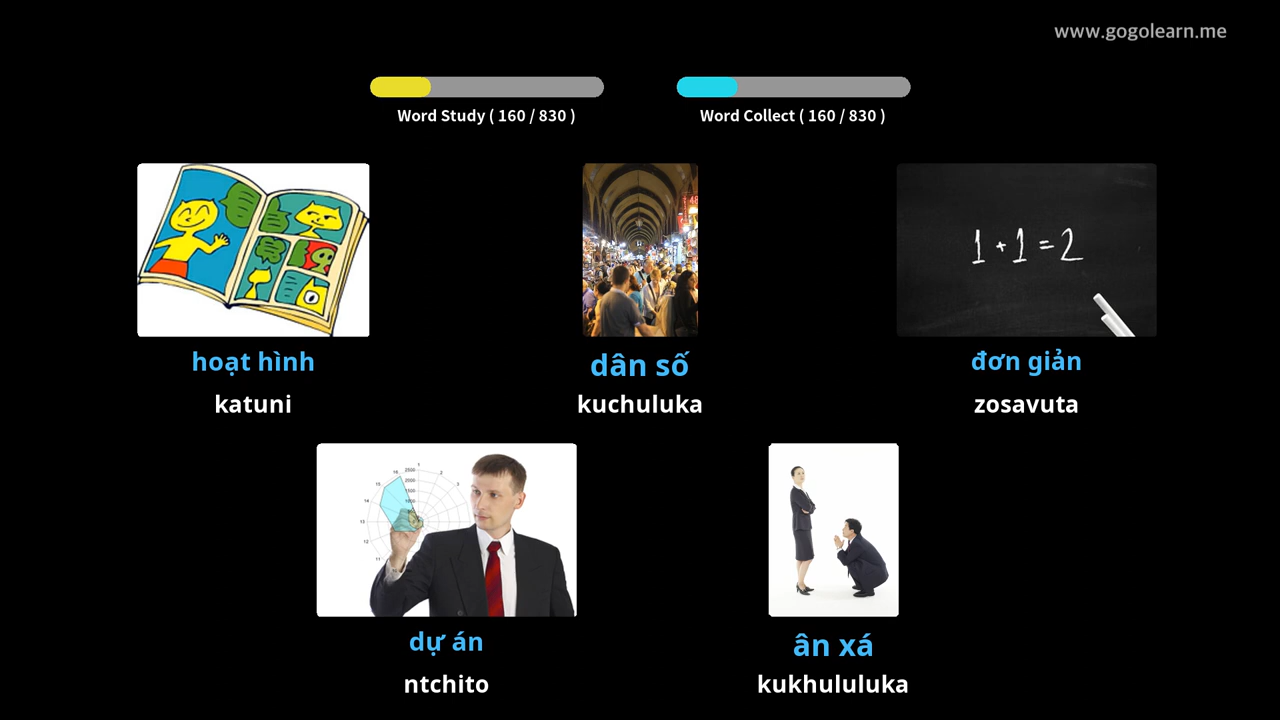 www.gogolearn.me
Word Study ( 160 / 830 )
Word Collect ( 160 / 830 )
1 + 1 = 2
hoạt hình
katuni
dân số
kuchuluka
đơn giản
zosavuta
dự án
ntchito
ân xá
kukhululuka